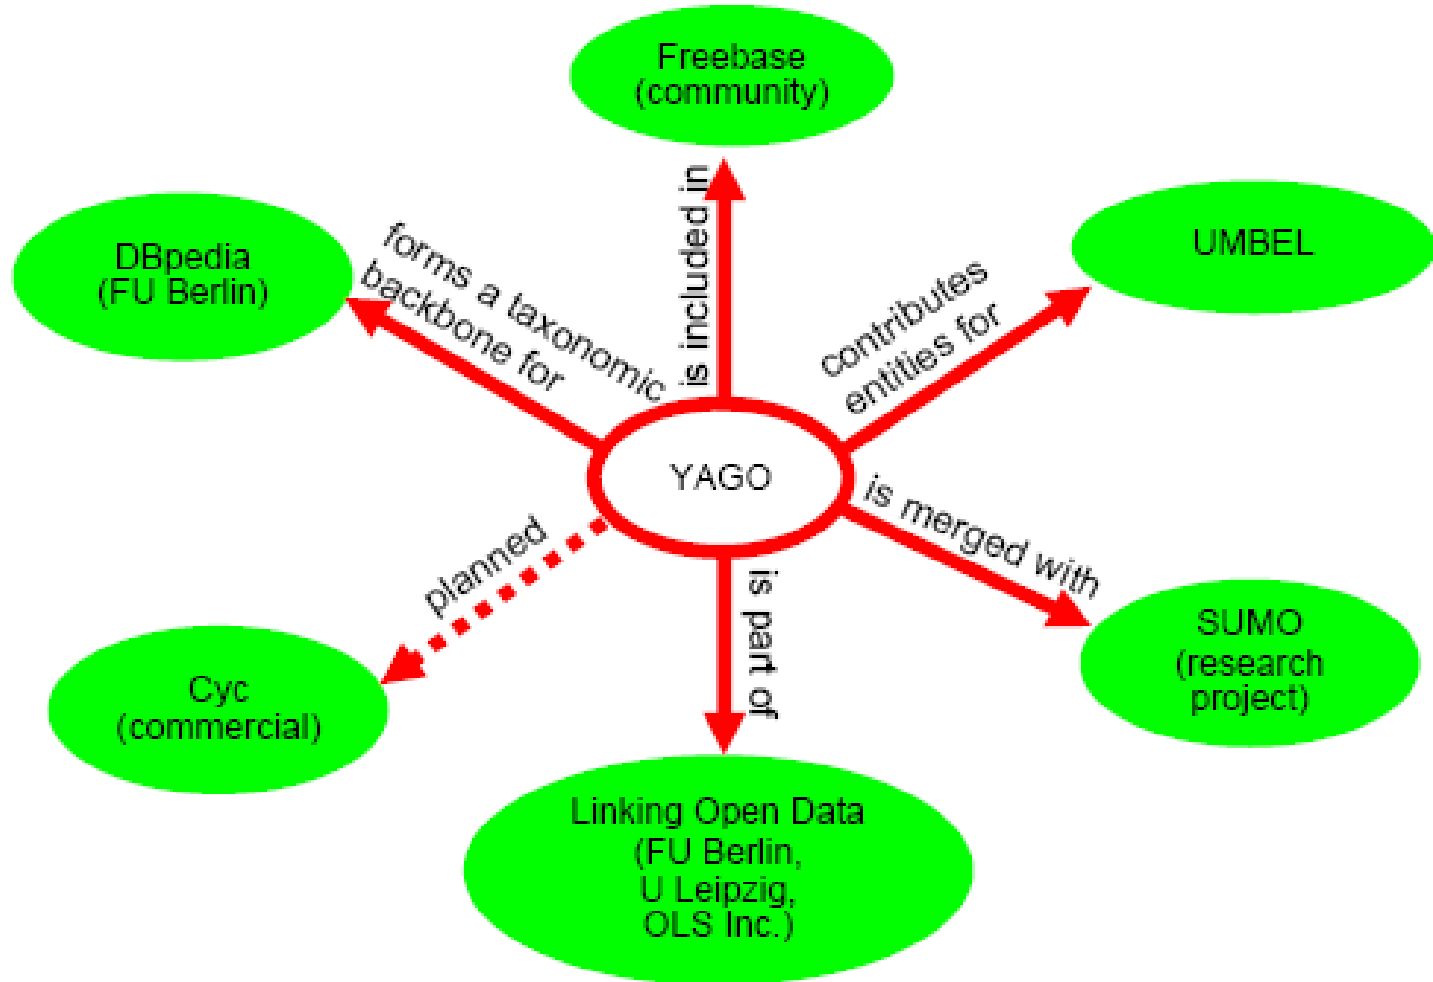 Freebase
(community)
DBpedia
(FU Berlin)
forms a taxonomic
backbone for
is included in
contributes
entities for
UMBEL
YAGO
is merged with
planned
is part of
SUMO
(research
project)
Cyc
(commercial)
Linking Open Data
(FU Berlin,
U Leipzig,
OLS Inc.)